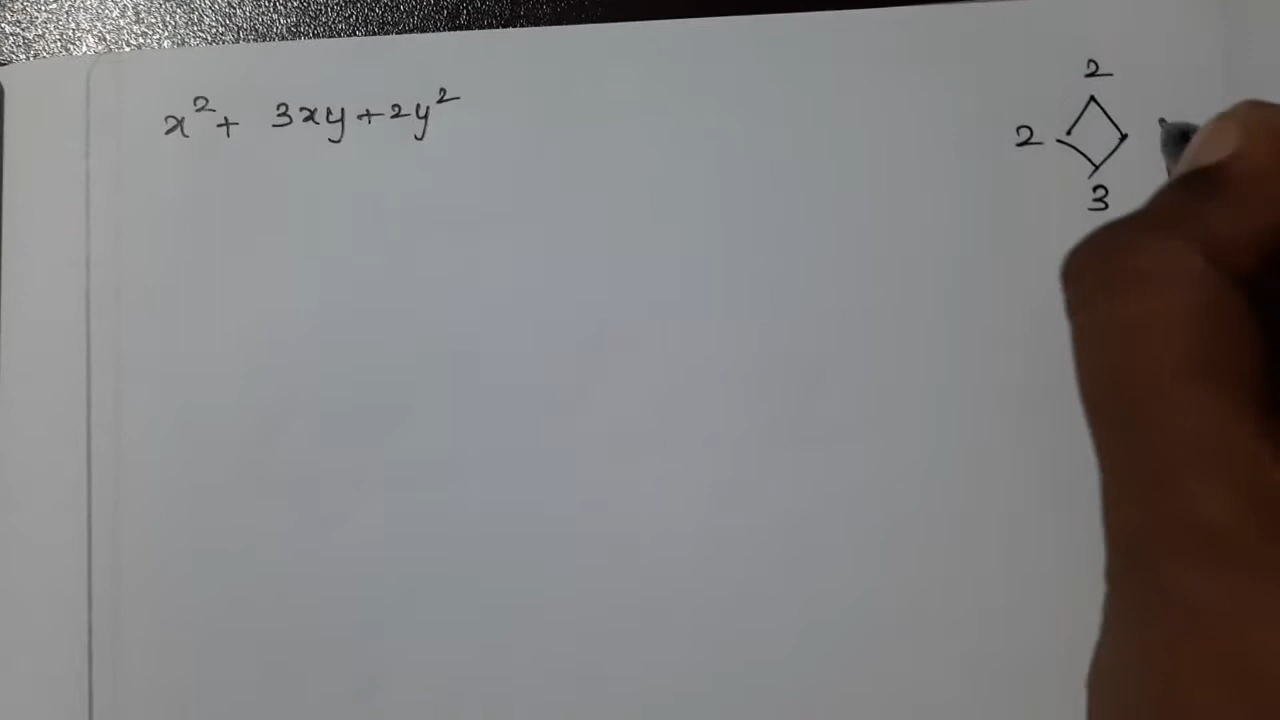 x² + 3xy + 2y²
2
2
3